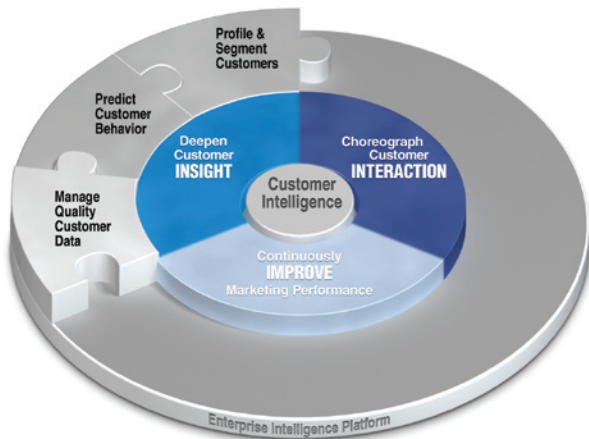 Profile &
Segment
Customers
Predict
Customer
Behavior
Manage
Quality
Customer
Data
Deepen
Customer
INSIGHT
Choreograph
Customer
INTERACTION
Customer
Intelligence
Continuously
IMPROVE
Marketing Performance
Enterprise Intelligence Platform